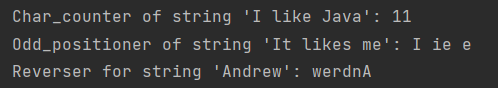 Char_counter of string 'I like Java': 11
Odd_positioner of string 'It likes me': I ie e
Reverser for string 'Andrew': werdnA